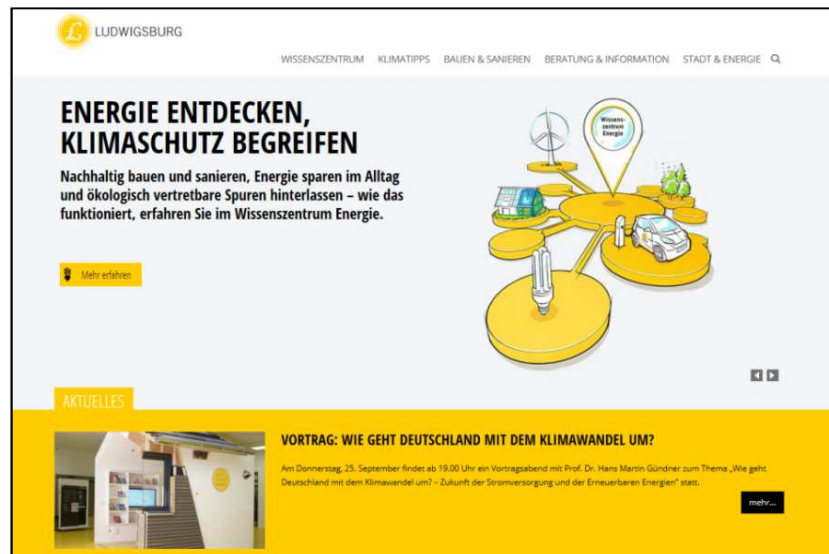 LUDWIGSBURG
WISSENSZENTRUM KLIMATIPPS BAUEN & SANIEREN BERATUNG & INFORMATION STADT & ENERGIE
ENERGIE ENTDECKEN,
KLIMASCHUTZ BEGREIFEN
Nachhaltig bauen und sanieren, Energie sparen im Alltag
und ökologisch vertretbare Spuren hinterlassen – wie das
funktioniert, erfahren Sie im Wissenszentrum Energie.
Wissens-
zentrum
Energie
Mehr erfahren
AKTUELLES
VORTRAG: WIE GEHT DEUTSCHLAND MIT DEM KLIMAWANDEL UM?
Am Donnerstag, 25. September findet ab 19.00 Uhr ein Vortragsabend mit Prof. Dr. Hans Martin Gündner zum Thema „Wie geht
Deutschland mit dem Klimawandel um? – Zukunft der Stromversorgung und der Erneuerbaren Energien" statt.
mehr...